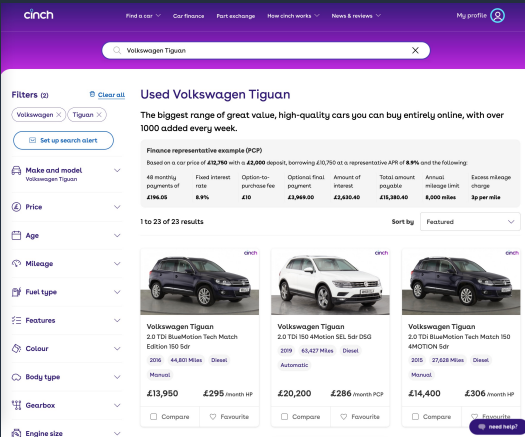 cinch
Find a car
Car finance
Part exchange
How cinch works
News & reviews
My profile
Volkswagen Tiguan
Filters (2)
Clear all
Volkswagen
Tiguan
Set up search alert
Make and model
Volkswagen Tiguan
Price
Age
Mileage
Fuel type
Features
Colour
Body type
Gearbox
Engine size
Used Volkswagen Tiguan
The biggest range of great value, high-quality cars you can buy entirely online, with over
1000 added every week.
Finance representative example (PCP)
Based on a car price of £12,750 with a £2,000 deposit, borrowing £10,750 at a representative APR of 8.9% and the following:
48 monthly payments of £196.05
Fixed interest rate 8.9%
Option-to-purchase fee £10
Optional final payment £3,969.00
Amount of interest £2,630.40
Total amount payable £15,380.40
Annual mileage limit 8,000 miles
Excess mileage charge 3p per mile
1 to 23 of 23 results
Sort by
Featured
cinch
Volkswagen Tiguan
2.0 TDi BlueMotion Tech Match
Edition 150 5dr
2016 44,801 Miles Diesel
Manual
£13,950 £295 /month HP
Compare Favourite
cinch
Volkswagen Tiguan
2.0 TDi 150 4Motion SEL 5dr DSG
2019 63,427 Miles Diesel
Automatic
£20,200 £286 /month PCP
Compare Favourite
cinch
Volkswagen Tiguan
2.0 TDi BlueMotion Tech Match 150
4MOTION 5dr
2015 27,628 Miles Diesel
Manual
£14,400 £306 /month HP
Compare
need help?